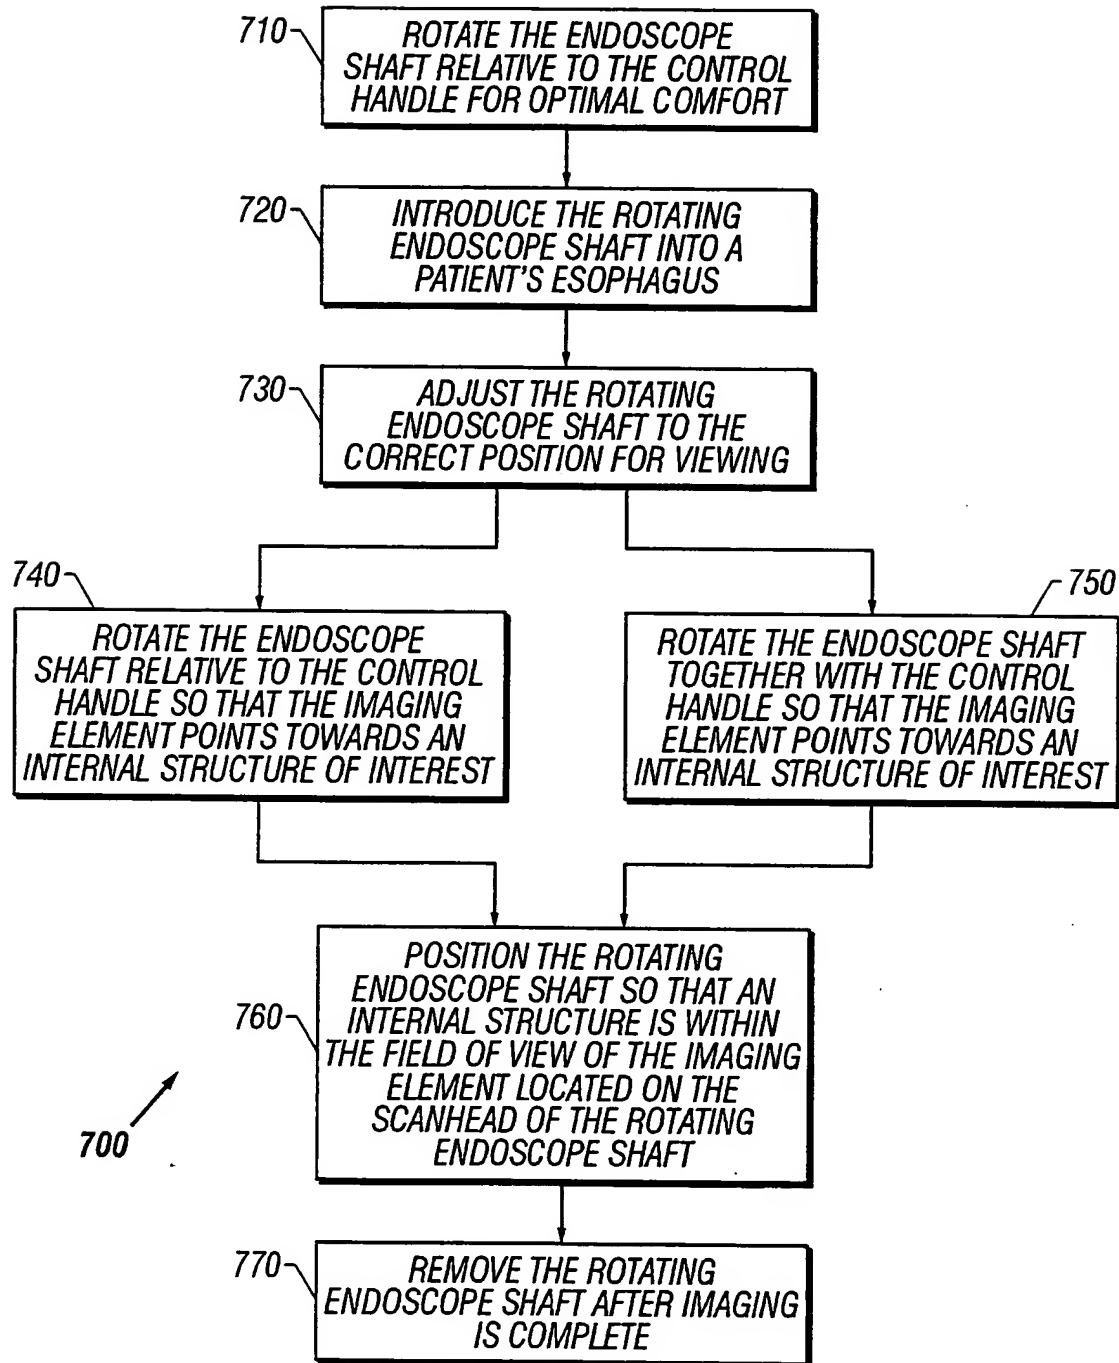 710
ROTATE THE ENDOSCOPE
SHAFT RELATIVE TO THE CONTROL
HANDLE FOR OPTIMAL COMFORT
720
INTRODUCE THE ROTATING
ENDOSCOPE SHAFT INTO A
PATIENT'S ESOPHAGUS
730
ADJUST THE ROTATING
ENDOSCOPE SHAFT TO THE
CORRECT POSITION FOR VIEWING
740
ROTATE THE ENDOSCOPE
SHAFT RELATIVE TO THE CONTROL
HANDLE SO THAT THE IMAGING
ELEMENT POINTS TOWARDS AN
INTERNAL STRUCTURE OF INTEREST
750
ROTATE THE ENDOSCOPE SHAFT
TOGETHER WITH THE CONTROL
HANDLE SO THAT THE IMAGING
ELEMENT POINTS TOWARDS AN
INTERNAL STRUCTURE OF INTEREST
760
POSITION THE ROTATING
ENDOSCOPE SHAFT SO THAT AN
INTERNAL STRUCTURE IS WITHIN
THE FIELD OF VIEW OF THE IMAGING
ELEMENT LOCATED ON THE
SCANHEAD OF THE ROTATING
ENDOSCOPE SHAFT
700
770
REMOVE THE ROTATING
ENDOSCOPE SHAFT AFTER IMAGING
IS COMPLETE